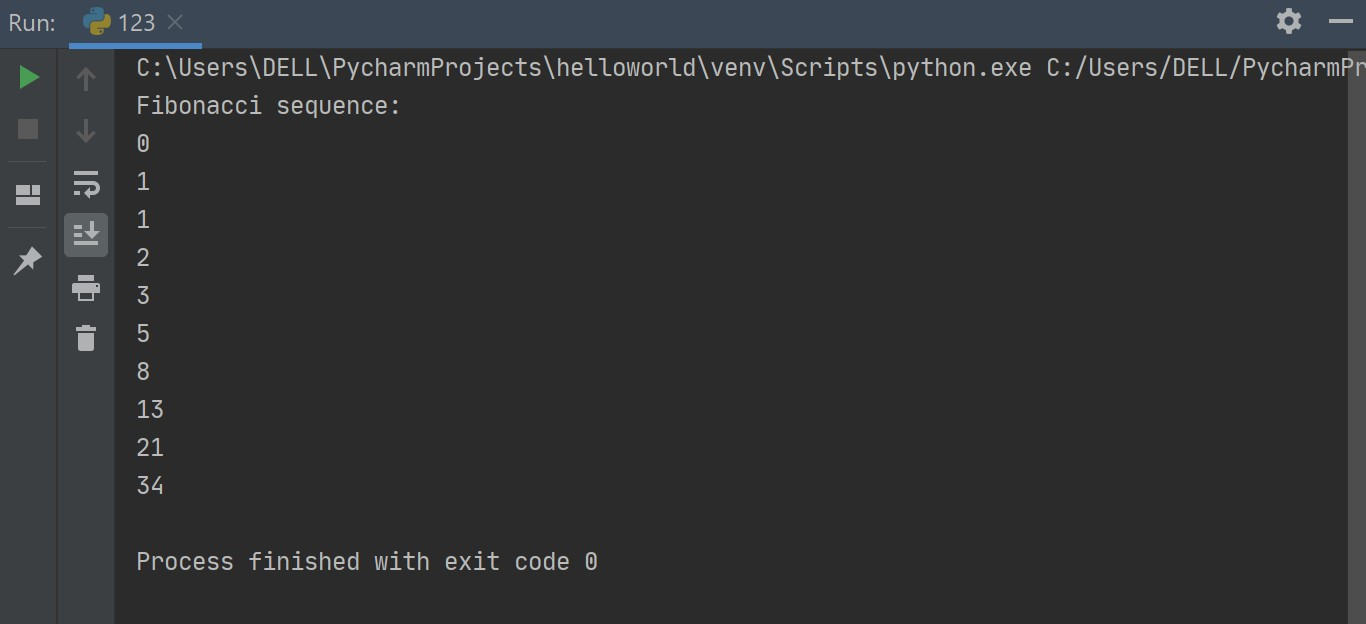 Run: 123
C:\Users\DELL\PycharmProjects\helloworld\venv\Scripts\python.exe C:/Users/DELL/PycharmPr
Fibonacci sequence:
0
1
1
2
3
5
8
13
21
34
Process finished with exit code 0